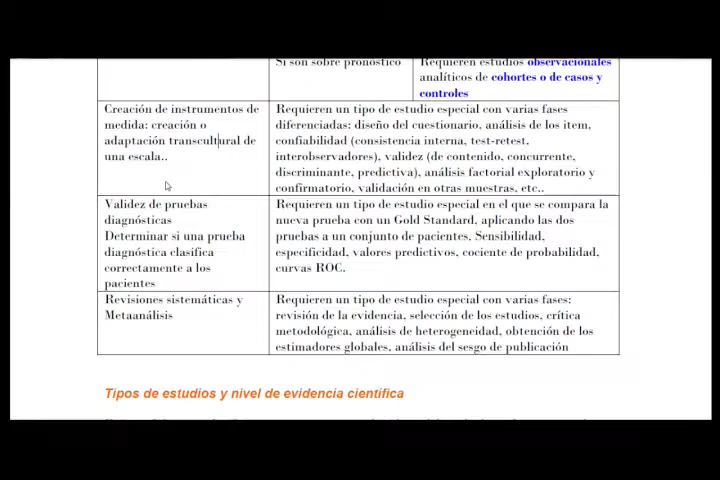 Si son sobre pronóstico
Requieren estudios observacionales
analíticos de cohortes o de casos y
controles
Creación de instrumentos de
medida: creación o
adaptación transcultural de
una escala..
Requieren un tipo de estudio especial con varias fases
diferenciadas: diseño del cuestionario, análisis de los item,
confiabilidad (consistencia interna, test-retest,
interobservadores), validez (de contenido, concurrente,
discriminante, predictiva), análisis factorial exploratorio y
confirmatorio, validación en otras muestras, etc..
Validez de pruebas
diagnósticas
Determinar si una prueba
diagnóstica clasifica
correctamente a los
pacientes
Requieren un tipo de estudio especial en el que se compara la
nueva prueba con un Gold Standard, aplicando las dos
pruebas a un conjunto de pacientes. Sensibilidad,
especificidad, valores predictivos, cociente de probabilidad,
curvas ROC.
Revisiones sistemáticas y
Metaanálisis
Requieren un tipo de estudio especial con varias fases:
revisión de la evidencia, selección de los estudios, crítica
metodológica, análisis de heterogeneidad, obtención de los
estimadores globales, análisis del sesgo de publicación
Tipos de estudios y nivel de evidencia científica